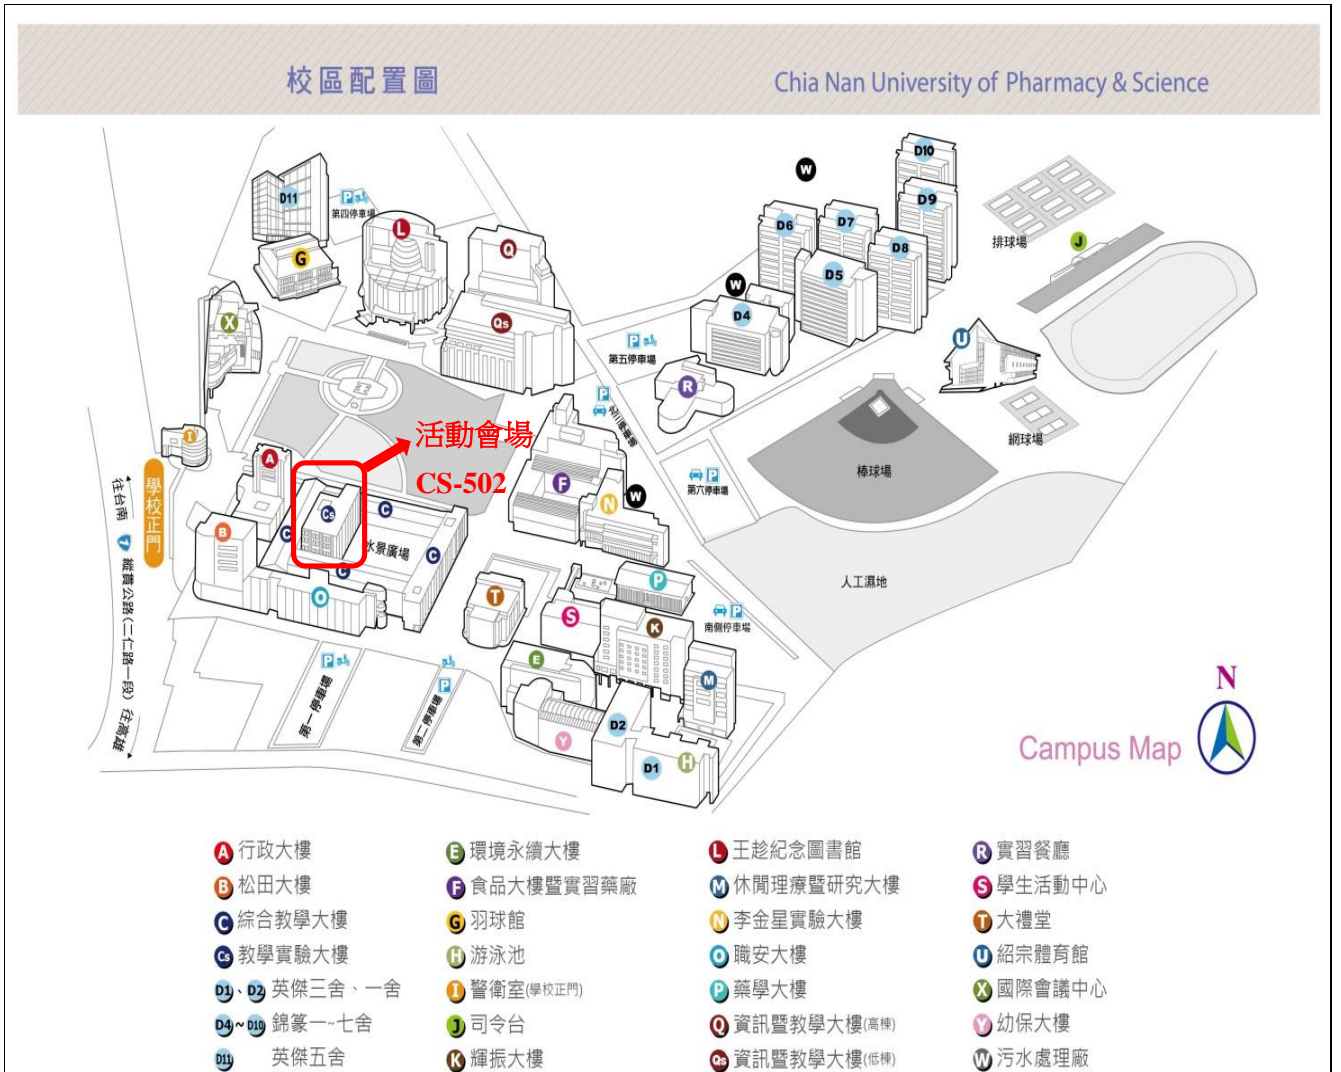 校區配置圖
Chia Nan University of Pharmacy & Science
D10
W
D11
P
第四停車場
D9
L
D6
D7
D8
排球場
J
Q
G
D5
W
D4
X
Qs
U
P
第五停車場
R
P
北三停車場
網球場
I
活動會場
A
棒球場
CS-502
F
P
第六停車場
N
W
往台南
學校正門
Cs
C
B
C
水景廣場
C
C
1
縱貫公路(二仁路一段)
往高雄
O
T
P
人工濕地
S
K
P
南側停車場
E
P
第一停車場
P
第二停車場
M
N
D2
Y
D1
H
Campus Map
A 行政大樓
B 松田大樓
C 綜合教學大樓
Cs 教學實驗大樓
D1、D2 英傑三舍、一舍
D4~D10 錦篆一~七舍
D11 英傑五舍
E 環境永續大樓
F 食品大樓暨實習藥廠
G 羽球館
H 游泳池
I 警衛室(學校正門)
J 司令台
K 輝振大樓
L 王趁紀念圖書館
M 休閒理療暨研究大樓
N 李金星實驗大樓
O 職安大樓
P 藥學大樓
Q 資訊暨教學大樓(高棟)
Qs 資訊暨教學大樓(低棟)
R 實習餐廳
S 學生活動中心
T 大禮堂
U 紹宗體育館
X 國際會議中心
Y 幼保大樓
W 污水處理廠